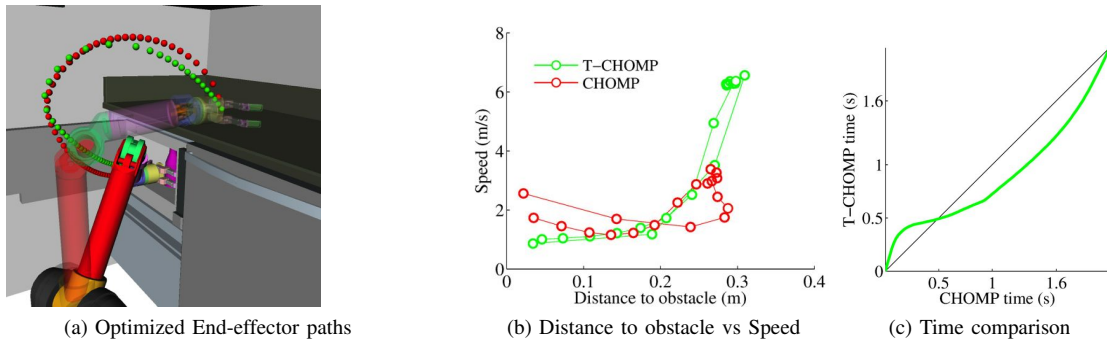 (a) Optimized End-effector paths
8
6
4
2
0
Speed (m/s)
T−CHOMP
CHOMP
0
0.1
0.2
0.3
0.4
Distance to obstacle (m)
(b) Distance to obstacle vs Speed
1.6
1
0.5
0
T−CHOMP time (s)
0.5
1
1.6
CHOMP time (s)
(c) Time comparison